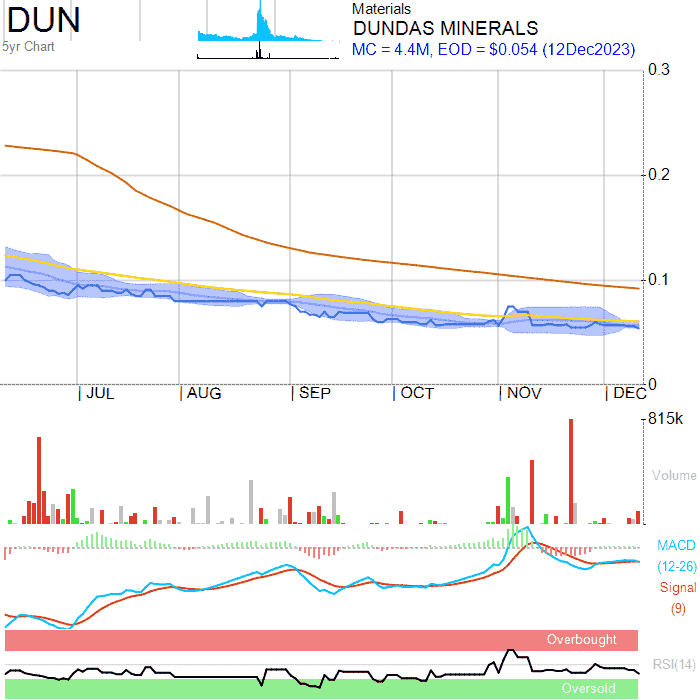 DUN
5yr Chart
Materials
DUNDAS MINERALS
MC = 4.4M, EOD = $0.054 (12Dec2023)
0.3
0.2
0.1
0
JUL
AUG
SEP
OCT
NOV
DEC
815k
Volume
MACD
(12-26)
Signal
(9)
Overbought
RSI(14)
Oversold